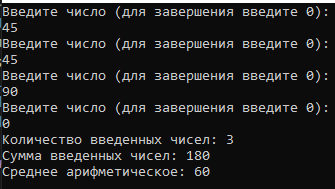 Введите число (для завершения введите 0):
45
Введите число (для завершения введите 0):
45
Введите число (для завершения введите 0):
90
Введите число (для завершения введите 0):
0
Количество введенных чисел: 3
Сумма введенных чисел: 180
Среднее арифметическое: 60